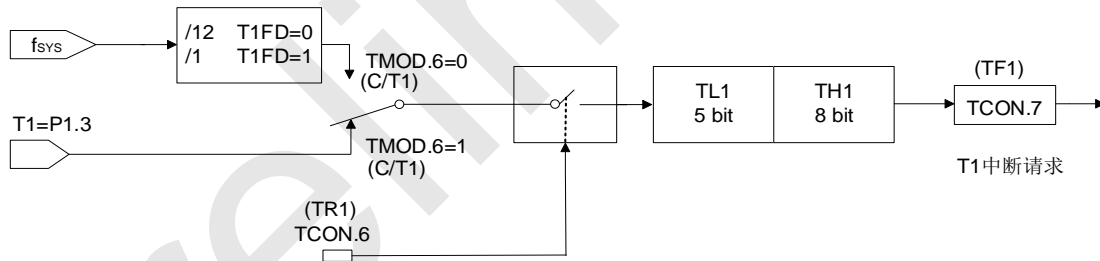 fSYS
/12 T1FD=0
/1 T1FD=1
TMOD.6=0
(C/T1)
T1=P1.3
TMOD.6=1
(C/T1)
(TR1)
TCON.6
TL1
5 bit
TH1
8 bit
(TF1)
TCON.7
T1中断请求